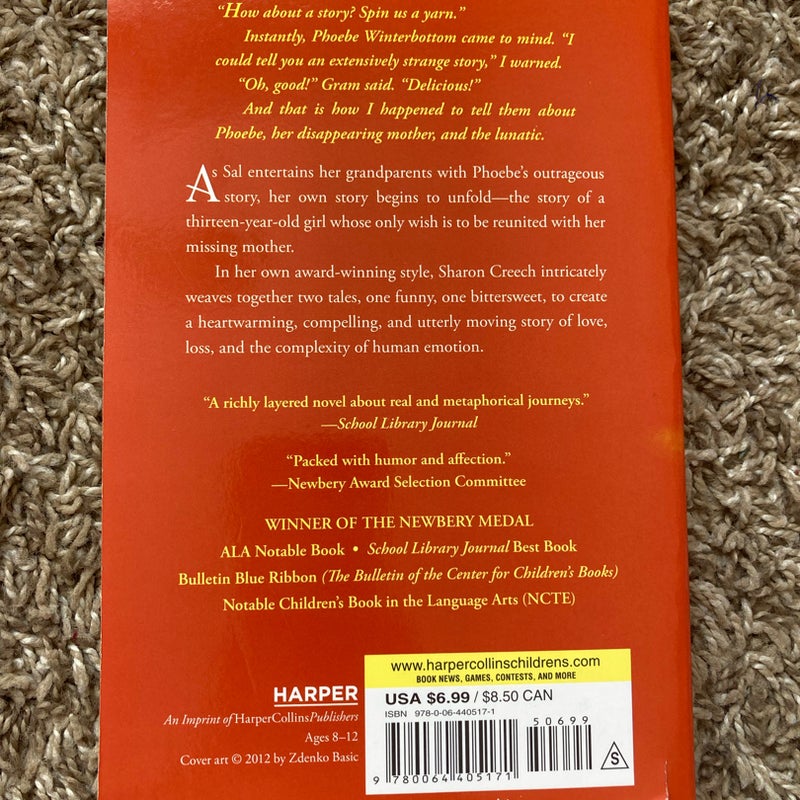 “How about a story? Spin us a yarn.”
Instantly, Phoebe Winterbottom came to mind. “I
could tell you an extensively strange story,” I warned.
“Oh, good!” Gram said. “Delicious!”
And that is how I happened to tell them about
Phoebe, her disappearing mother, and the lunatic.
As Sal entertains her grandparents with Phoebe’s outrageous
story, her own story begins to unfold—the story of a
thirteen-year-old girl whose only wish is to be reunited with her
missing mother.
In her own award-winning style, Sharon Creech intricately
weaves together two tales, one funny, one bittersweet, to create
a heartwarming, compelling, and utterly moving story of love,
loss, and the complexity of human emotion.
“A richly layered novel about real and metaphorical journeys.”
—School Library Journal
“Packed with humor and affection.”
—Newbery Award Selection Committee
WINNER OF THE NEWBERY MEDAL
ALA Notable Book • School Library Journal Best Book
Bulletin Blue Ribbon (The Bulletin of the Center for Children’s Books)
Notable Children’s Book in the Language Arts (NCTE)
HARPER
An Imprint of HarperCollinsPublishers
Ages 8–12
Cover art © 2012 by Zdenko Basic
www.harpercollinschildrens.com
BOOK NEWS, GAMES, CONTESTS, AND MORE
USA $6.99 / $8.50 CAN
ISBN 978-0-06-440517-1
50699
9 780064 405171
S